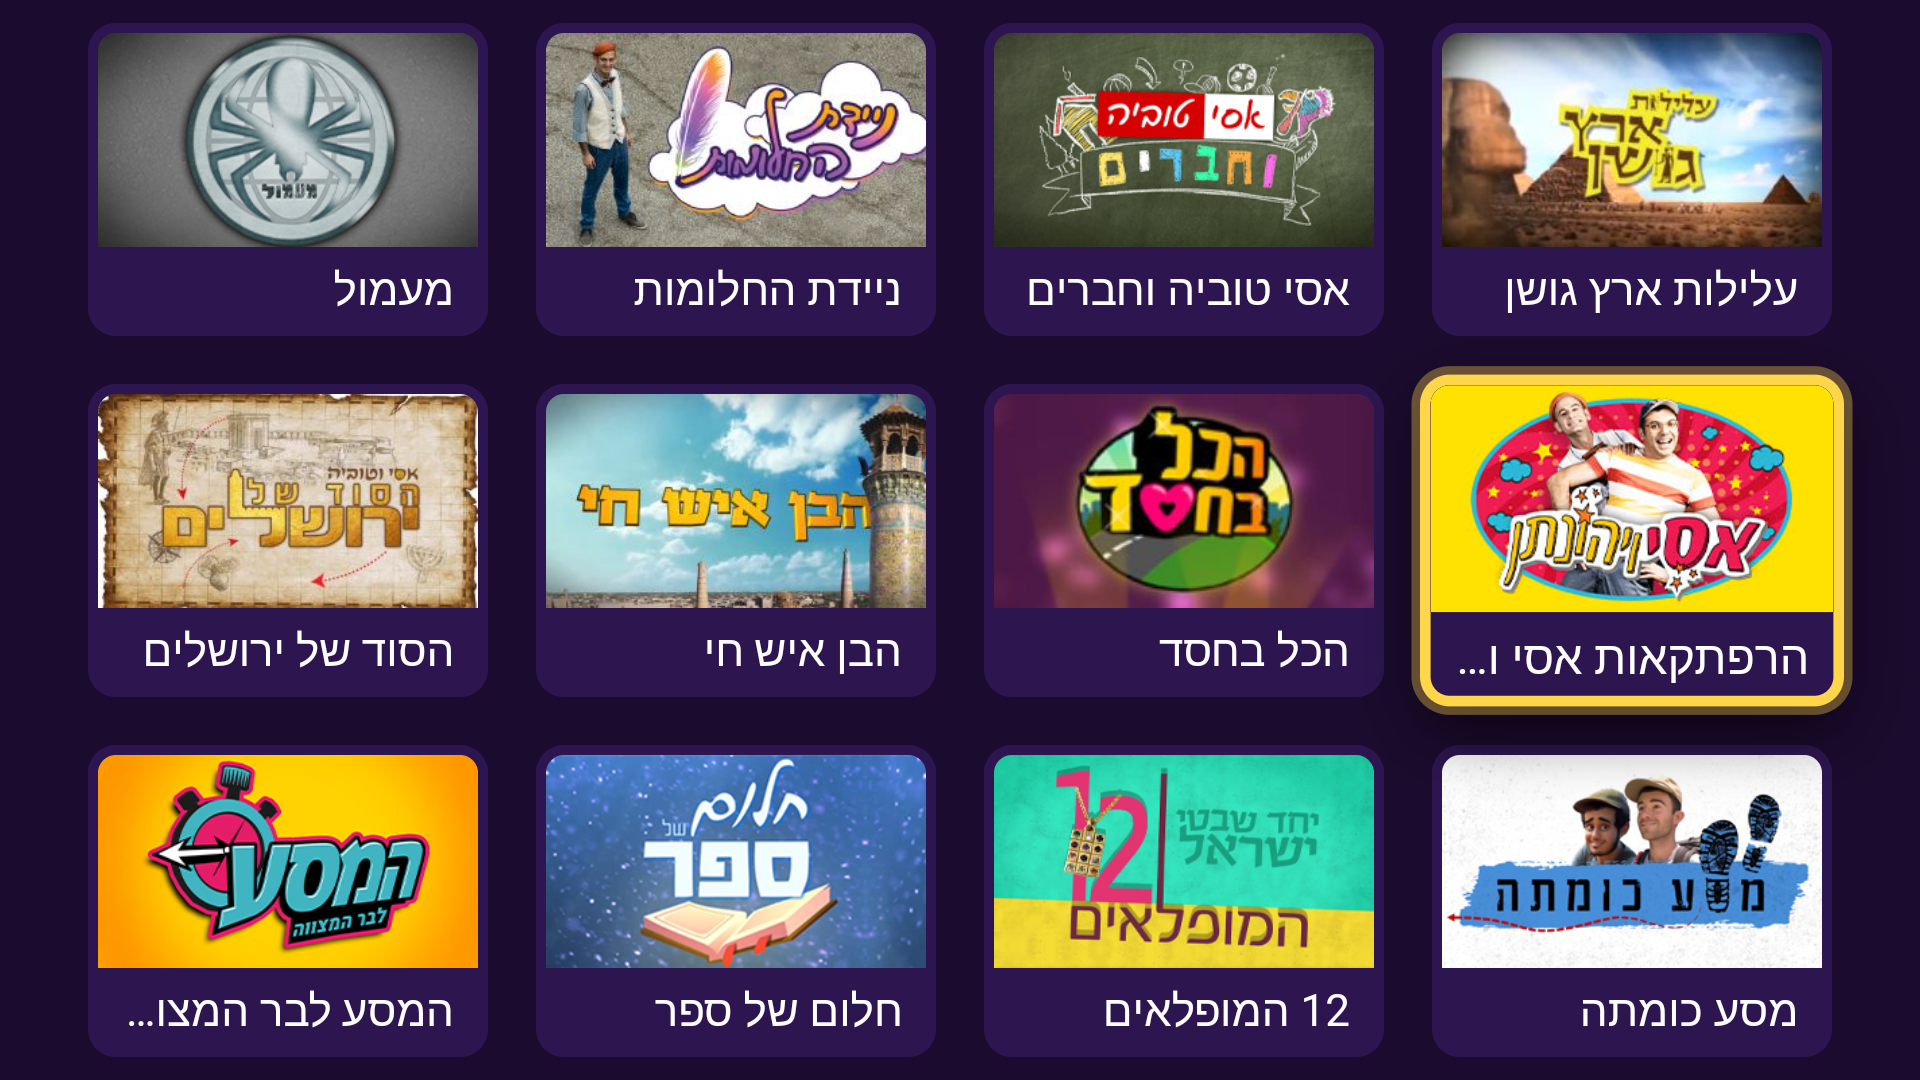 עלילות
ארץ
גושן
עלילות ארץ גושן
אסי טוביה
וחברים
אסי טוביה וחברים
ניידת
החלומות
ניידת החלומות
מעמול
מעמול
אסי ויהונתן
הרפתקאות אסי ו...
הכל
בחסד
הכל בחסד
הבן איש חי
הבן איש חי
אסי וטוביה
הסוד של
ירושלים
הסוד של ירושלים
מסע כומתה
מסע כומתה
12
יחד שבטי
ישראל
המופלאים
12 המופלאים
חלום של
ספר
חלום של ספר
המסע
לבר המצווה
המסע לבר המצו...